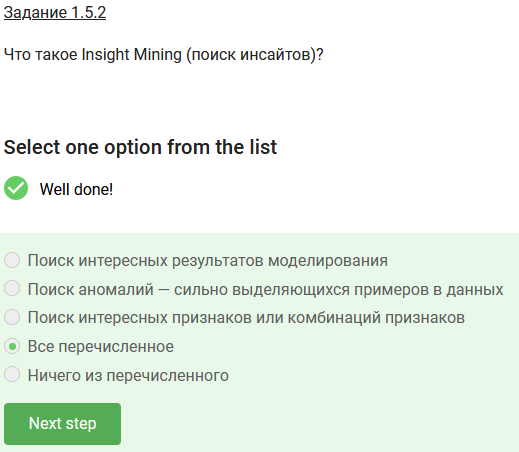 Задание 1.5.2
Что такое Insight Mining (поиск инсайтов)?
Select one option from the list
Well done!
Поиск интересных результатов моделирования
Поиск аномалий — сильно выделяющихся примеров в данных
Поиск интересных признаков или комбинаций признаков
Все перечисленное
Ничего из перечисленного
Next step